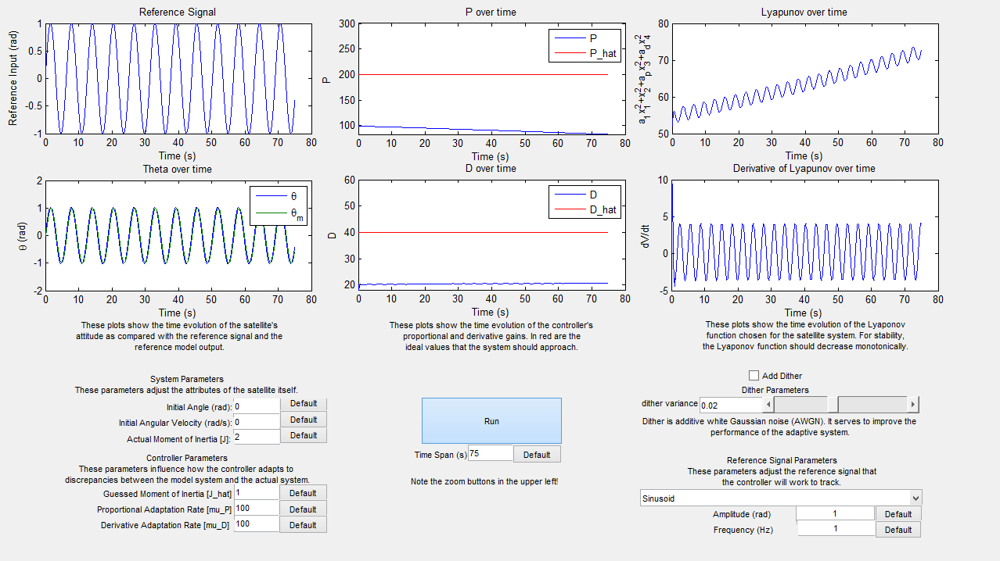 Reference Signal
Reference Input (rad)
1
0.5
0
-0.5
-1
0 10 20 30 40 50 60 70 80
Time (s)
P over time
P
300
250
200
150
100
0 10 20 30 40 50 60 70 80
Time (s)
P
P_hat
Lyapunov over time
a1x1^2+x2^2+apx3^2+adx4^2
80
70
60
50
0 10 20 30 40 50 60 70 80
Time (s)
Theta over time
θ (rad)
2
1
0
-1
-2
0 10 20 30 40 50 60 70 80
Time (s)
θ
θm
D over time
D
60
50
40
30
20
0 10 20 30 40 50 60 70 80
Time (s)
D
D_hat
Derivative of Lyapunov over time
dV/dt
10
5
0
-5
0 10 20 30 40 50 60 70 80
Time (s)
These plots show the time evolution of the satellite's
attitude as compared with the reference signal and the
reference model output.
These plots show the time evolution of the controller's
proportional and derivative gains. In red are the
ideal values that the system should approach.
These plots show the time evolution of the Lyaponov
function chosen for the satellite system. For stability,
the Lyaponov function should decrease monotonically.
System Parameters
These parameters adjust the attributes of the satellite itself.
Initial Angle (rad): 0 Default
Initial Angular Velocity (rad/s): 0 Default
Actual Moment of Inertia [J]: 2 Default
Controller Parameters
These parameters influence how the controller adapts to
discrepancies between the model system and the actual system.
Guessed Moment of Inertia [J_hat] 1 Default
Proportional Adaptation Rate [mu_P] 100 Default
Derivative Adaptation Rate [mu_D] 100 Default
Run
Time Span (s) 75 Default
Note the zoom buttons in the upper left!
Add Dither
Dither Parameters
dither variance 0.02
Dither is additive white Gaussian noise (AWGN). It serves to improve the
performance of the adaptive system.
Reference Signal Parameters
These parameters adjust the reference signal that
the controller will work to track.
Sinusoid
Amplitude (rad) 1 Default
Frequency (Hz) 1 Default